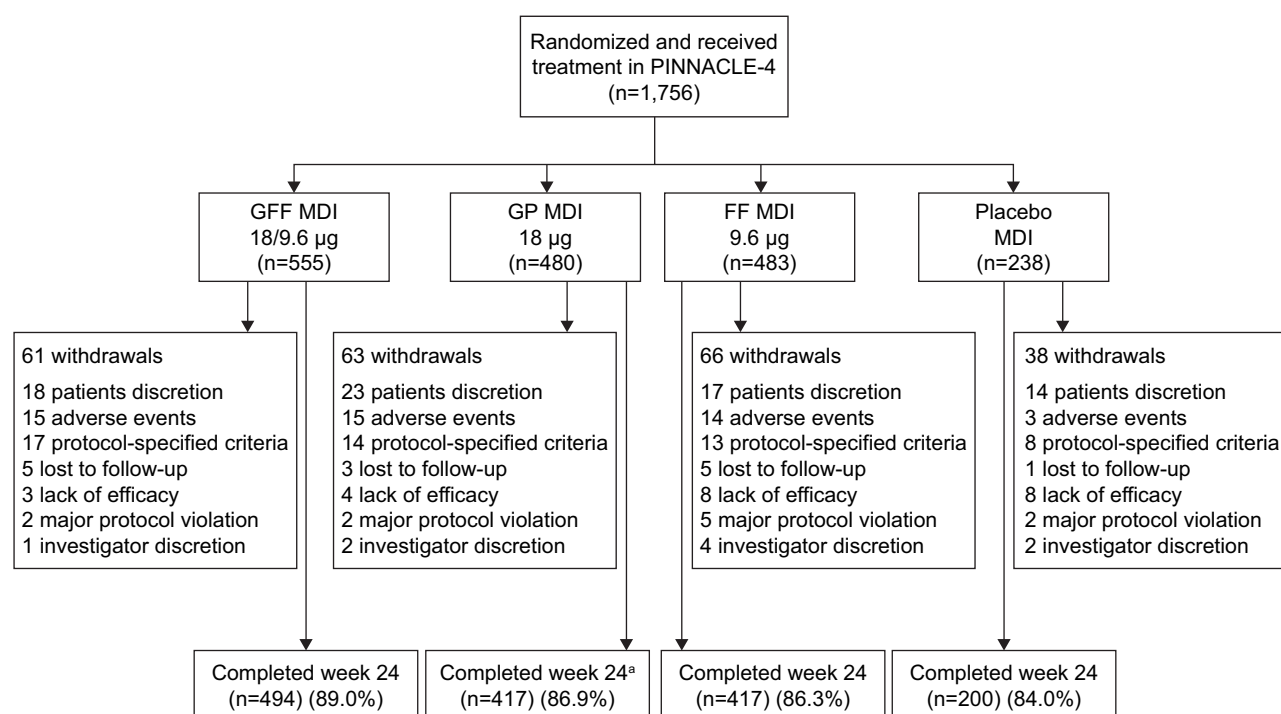 Randomized and received
treatment in PINNACLE-4
(n=1,756)
GFF MDI
18/9.6 µg
(n=555)
GP MDI
18 µg
(n=480)
FF MDI
9.6 µg
(n=483)
Placebo
MDI
(n=238)
61 withdrawals
18 patients discretion
15 adverse events
17 protocol-specified criteria
5 lost to follow-up
3 lack of efficacy
2 major protocol violation
1 investigator discretion
63 withdrawals
23 patients discretion
15 adverse events
14 protocol-specified criteria
3 lost to follow-up
4 lack of efficacy
2 major protocol violation
2 investigator discretion
66 withdrawals
17 patients discretion
14 adverse events
13 protocol-specified criteria
5 lost to follow-up
8 lack of efficacy
5 major protocol violation
4 investigator discretion
38 withdrawals
14 patients discretion
3 adverse events
8 protocol-specified criteria
1 lost to follow-up
8 lack of efficacy
2 major protocol violation
2 investigator discretion
Completed week 24
(n=494) (89.0%)
Completed week 24ᵃ
(n=417) (86.9%)
Completed week 24
(n=417) (86.3%)
Completed week 24
(n=200) (84.0%)